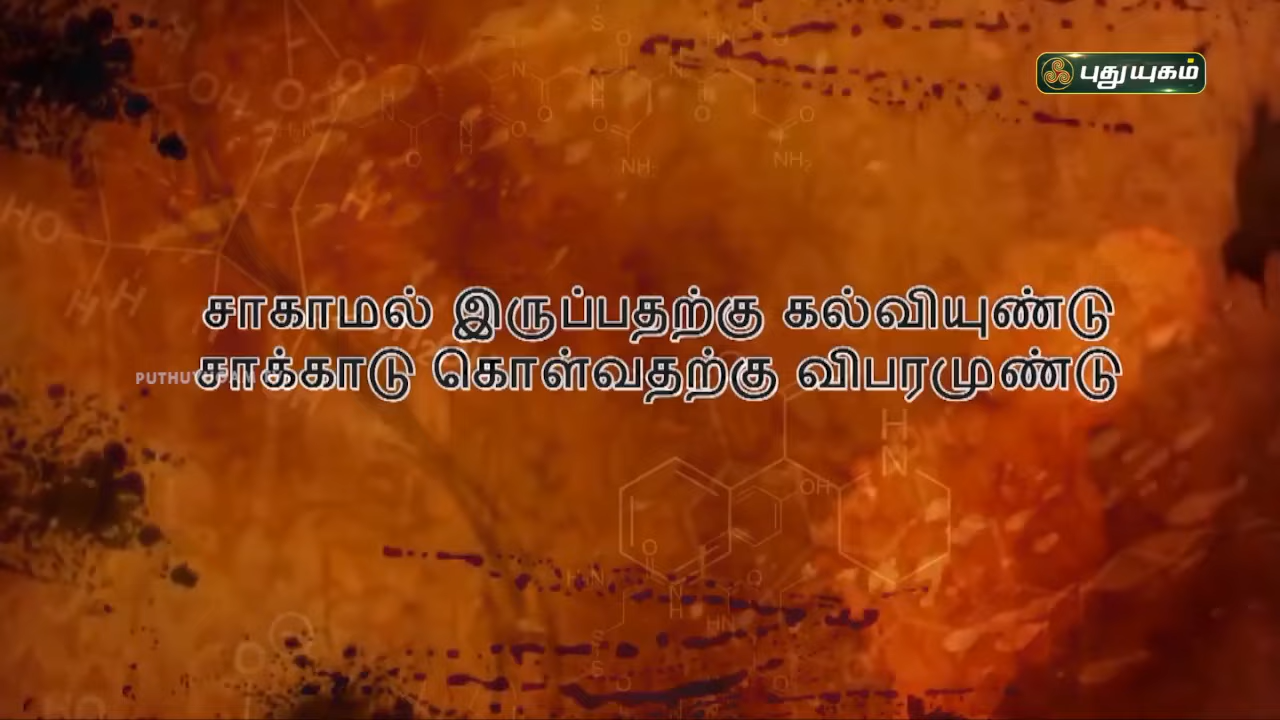 புதுயுகம்
சாகாமல் இருப்பதற்கு கல்வியுண்டு
சாக்காடு கொள்வதற்கு விபரமுண்டு